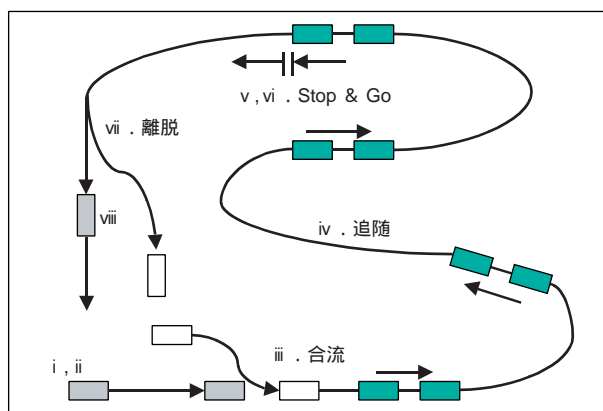 v , vi . Stop & Go
vii . 離脱
viii
iv . 追随
iii . 合流
i , ii